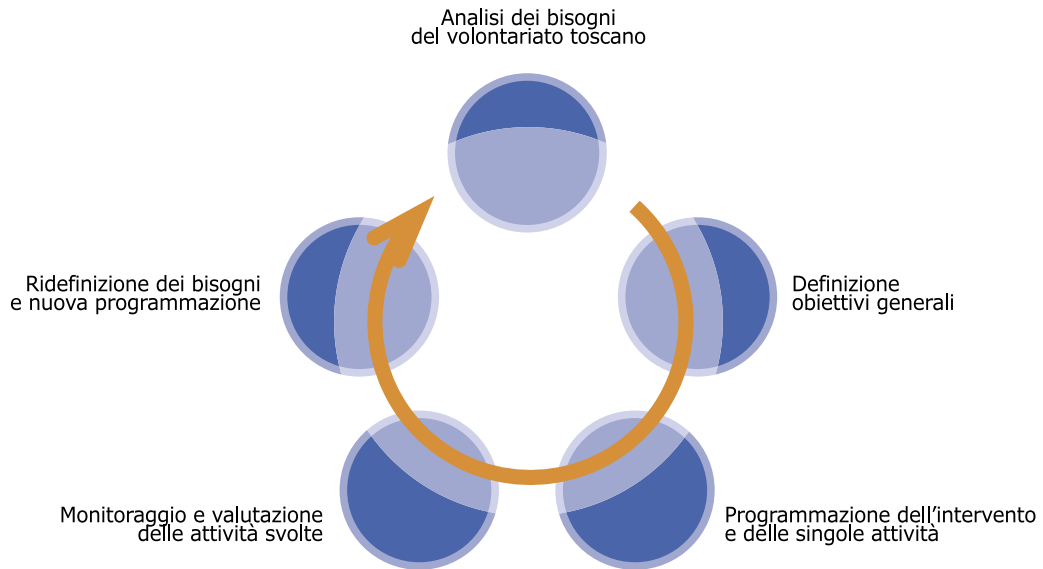 Analisi dei bisogni
del volontariato toscano
Definizione
obiettivi generali
Programmazione dell'intervento
e delle singole attività
Monitoraggio e valutazione
delle attività svolte
Ridefinizione dei bisogni
e nuova programmazione